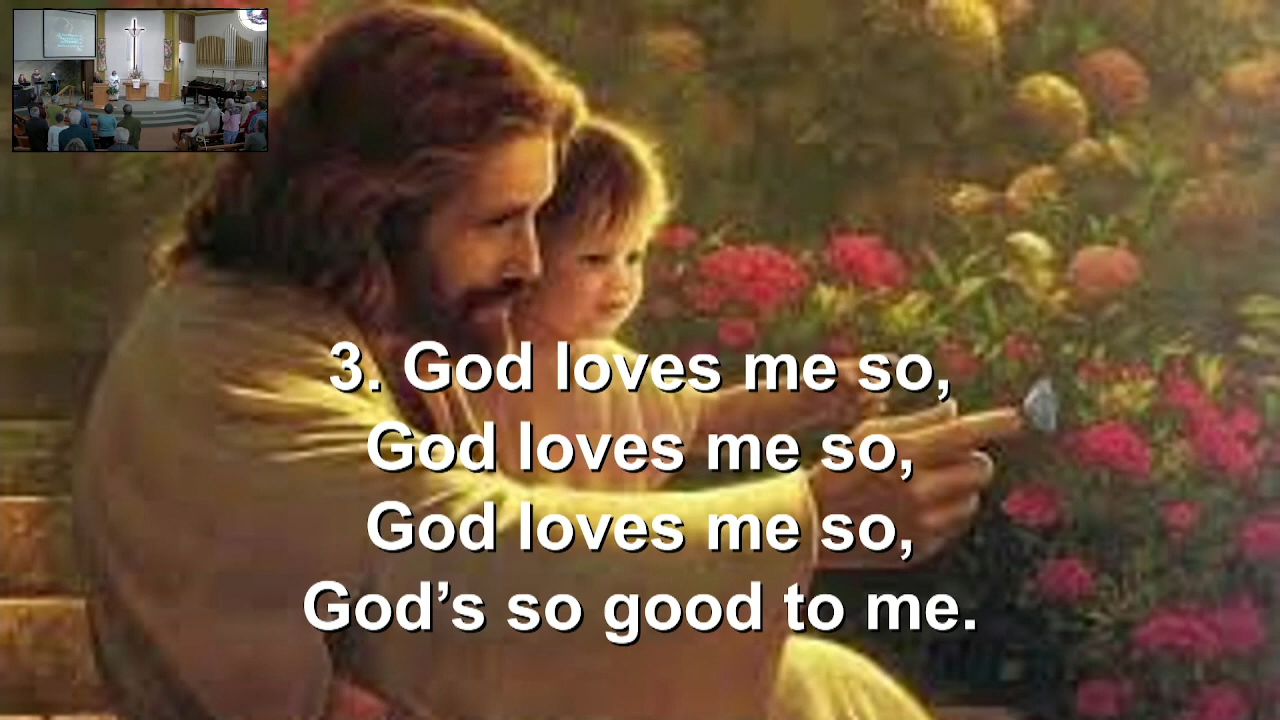 3. God loves me so,
God loves me so,
God loves me so,
God’s so good to me.